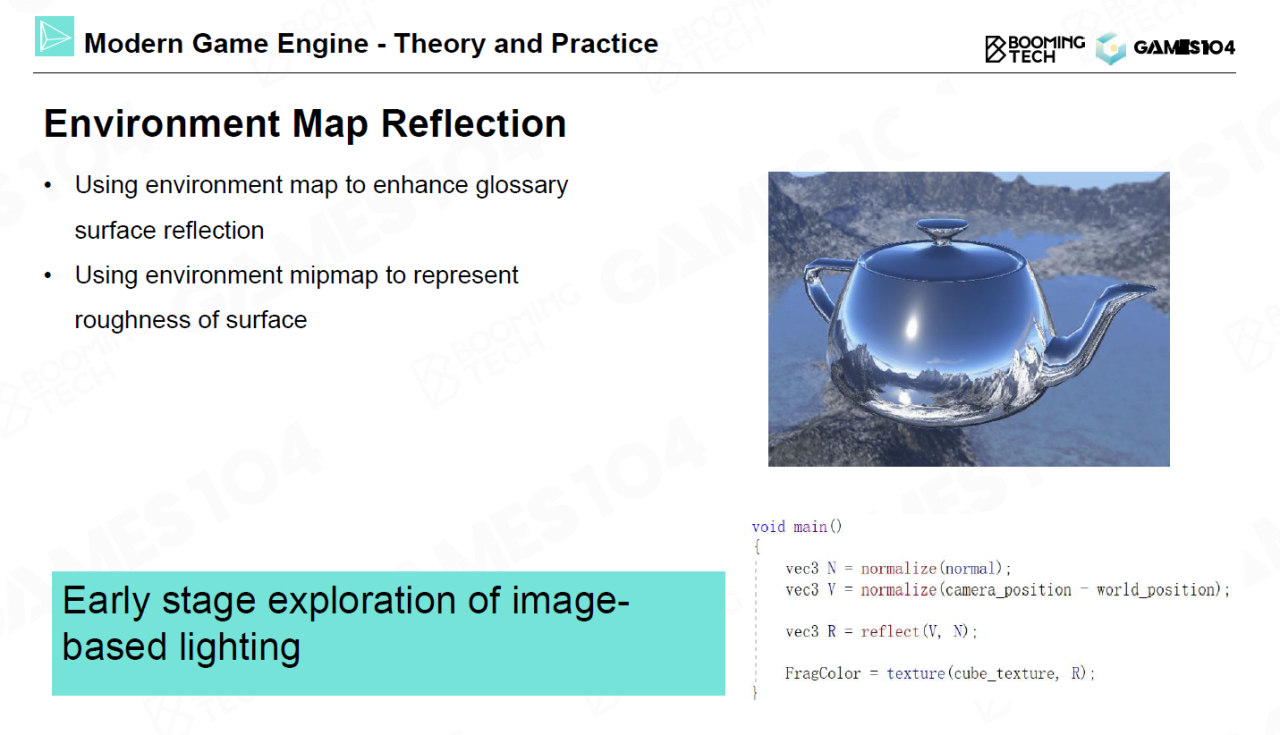 Modern Game Engine - Theory and Practice
BOOMING
TECH
GAMES104
Environment Map Reflection
• Using environment map to enhance glossary
surface reflection
• Using environment mipmap to represent
roughness of surface
Early stage exploration of image-
based lighting
void main()
{
vec3 N = normalize(normal);
vec3 V = normalize(camera_position - world_position);
vec3 R = reflect(V, N);
FragColor = texture(cube_texture, R);
}